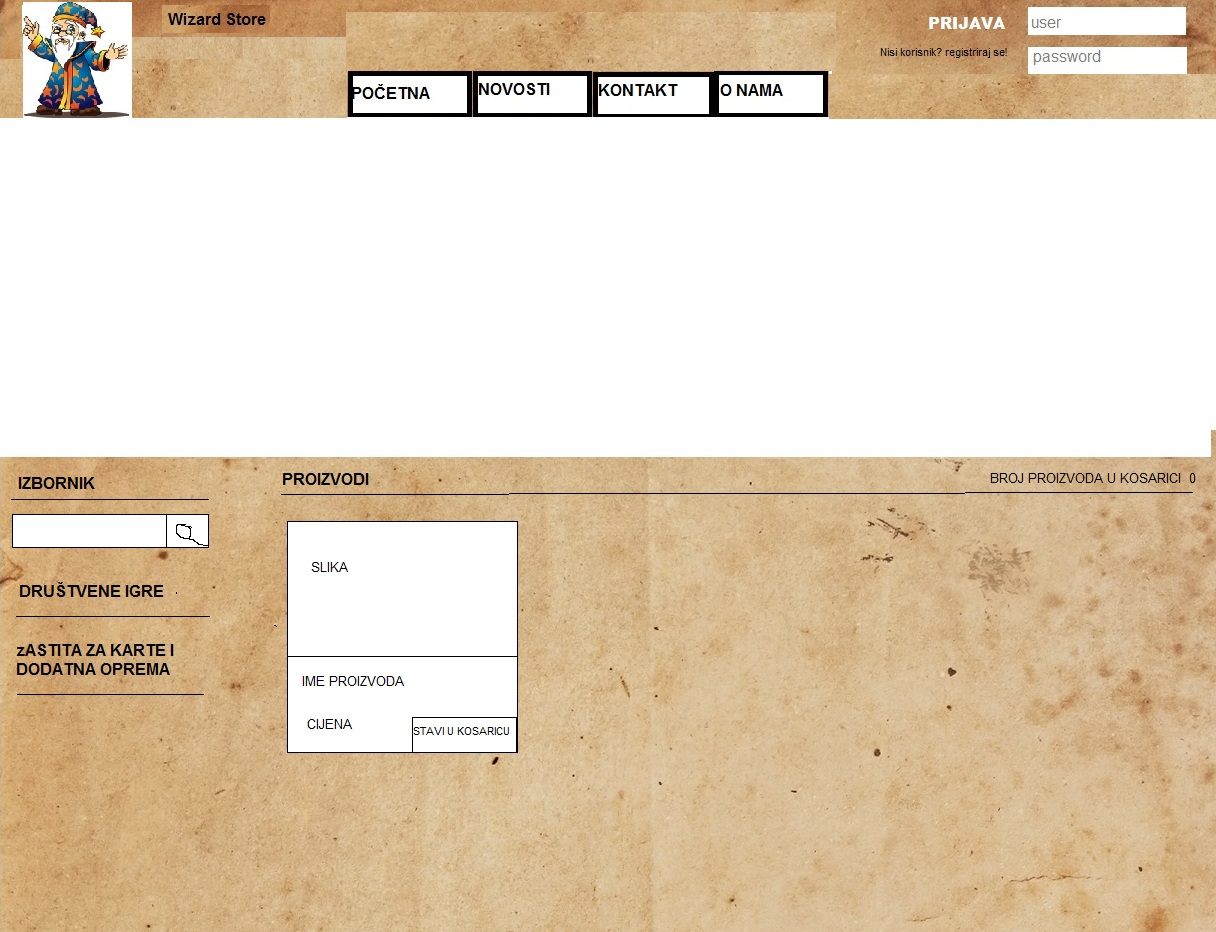 Wizard Store
PRIJAVA
user
Nisi korisnik? registriraj se!
password
POČETNA
NOVOSTI
KONTAKT
O NAMA
IZBORNIK
PROIZVODI
BROJ PROIZVODA U KOSARICI 0
SLIKA
DRUŠTVENE IGRE
zASTITA ZA KARTE I
DODATNA OPREMA
IME PROIZVODA
CIJENA
STAVI U KOSARICU